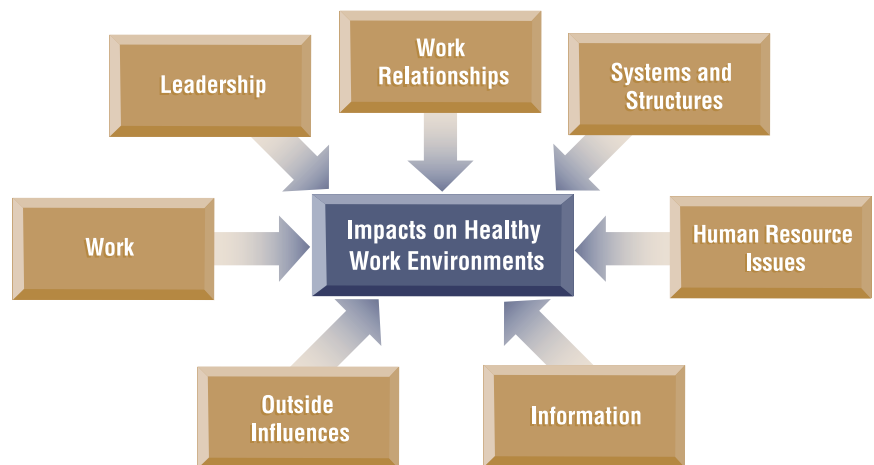 Work
Relationships
Leadership
Systems and
Structures
Impacts on Healthy
Work Environments
Work
Human Resource
Issues
Outside
Influences
Information